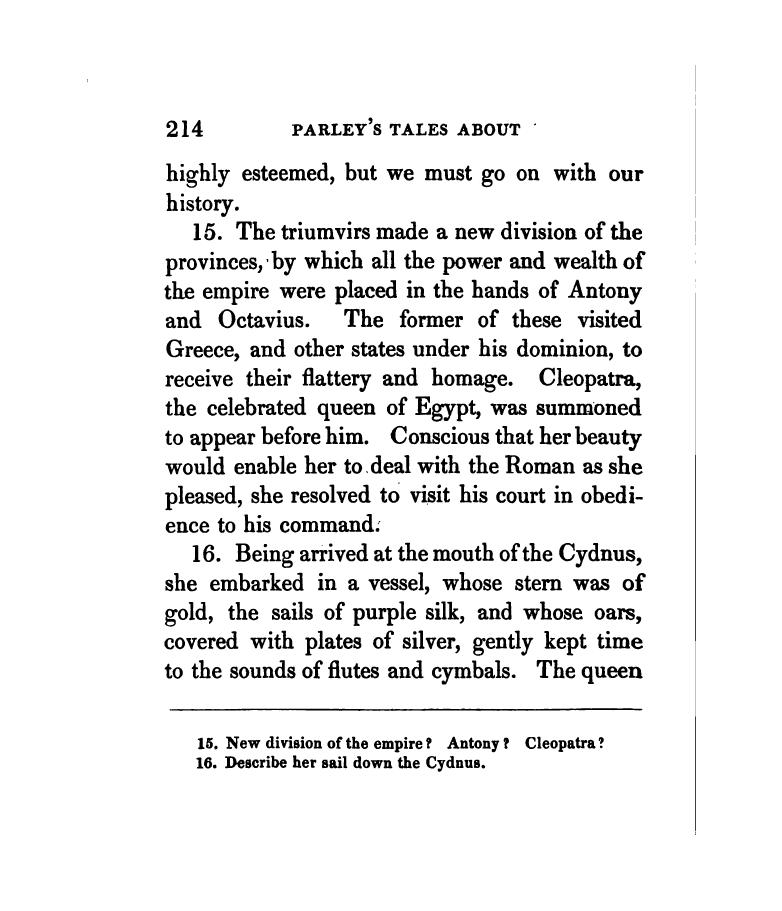 214 PARLEY'S TALES ABOUT
highly esteemed, but we must go on with our
history.
15. The triumvirs made a new division of the
provinces, by which all the power and wealth of
the empire were placed in the hands of Antony
and Octavius. The former of these visited
Greece, and other states under his dominion, to
receive their flattery and homage. Cleopatra,
the celebrated queen of Egypt, was summoned
to appear before him. Conscious that her beauty
would enable her to deal with the Roman as she
pleased, she resolved to visit his court in obedi-
ence to his command.
16. Being arrived at the mouth of the Cydnus,
she embarked in a vessel, whose stern was of
gold, the sails of purple silk, and whose oars,
covered with plates of silver, gently kept time
to the sounds of flutes and cymbals. The queen
15. New division of the empire? Antony? Cleopatra?
16. Describe her sail down the Cydnus.